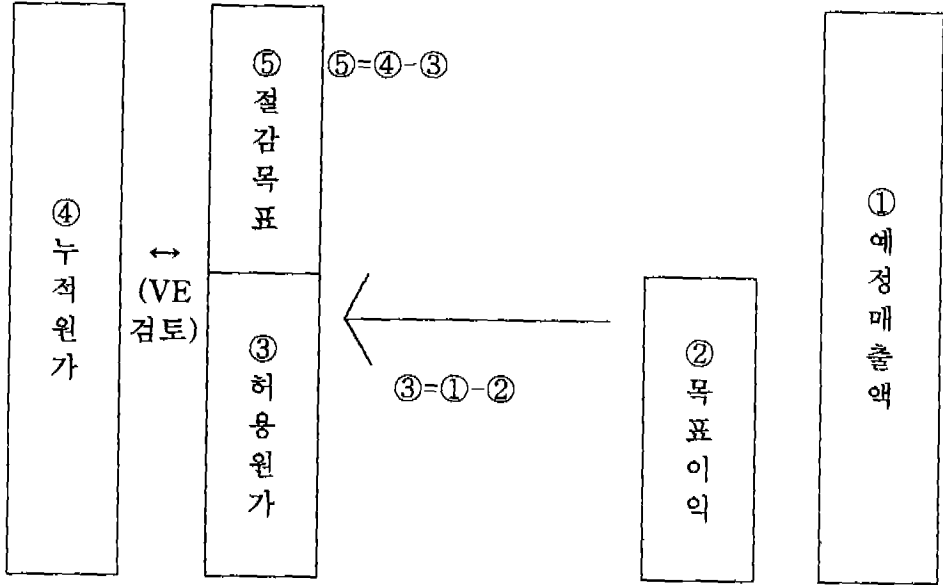 ④누적원가
↔
(VE
검토)
⑤절감목표
⑤=④-③
③허용원가
③=①-②
②목표이익
①예정매출액